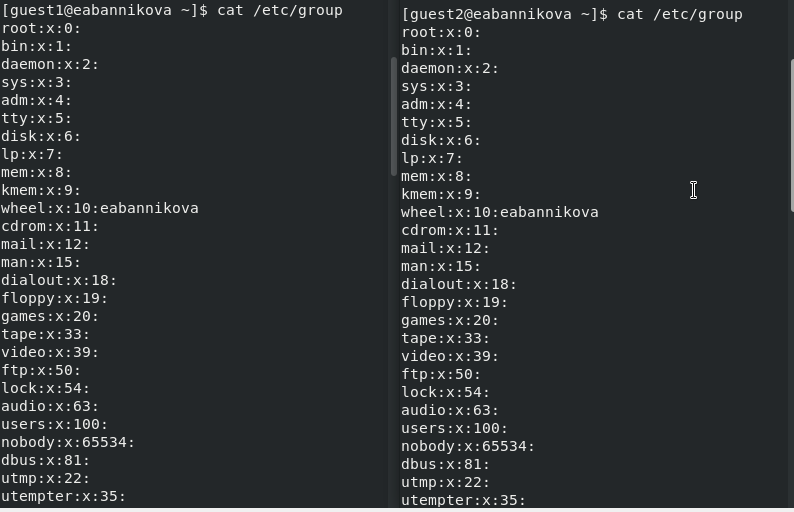 [guest1@eabannikova ~]$ cat /etc/group
root:x:0:
bin:x:1:
daemon:x:2:
sys:x:3:
adm:x:4:
tty:x:5:
disk:x:6:
lp:x:7:
mem:x:8:
kmem:x:9:
wheel:x:10:eabannikova
cdrom:x:11:
mail:x:12:
man:x:15:
dialout:x:18:
floppy:x:19:
games:x:20:
tape:x:33:
video:x:39:
ftp:x:50:
lock:x:54:
audio:x:63:
users:x:100:
nobody:x:65534:
dbus:x:81:
utmp:x:22:
utempter:x:35:
[guest2@eabannikova ~]$ cat /etc/group
root:x:0:
bin:x:1:
daemon:x:2:
sys:x:3:
adm:x:4:
tty:x:5:
disk:x:6:
lp:x:7:
mem:x:8:
kmem:x:9:
wheel:x:10:eabannikova
cdrom:x:11:
mail:x:12:
man:x:15:
dialout:x:18:
floppy:x:19:
games:x:20:
tape:x:33:
video:x:39:
ftp:x:50:
lock:x:54:
audio:x:63:
users:x:100:
nobody:x:65534:
dbus:x:81:
utmp:x:22:
utempter:x:35: